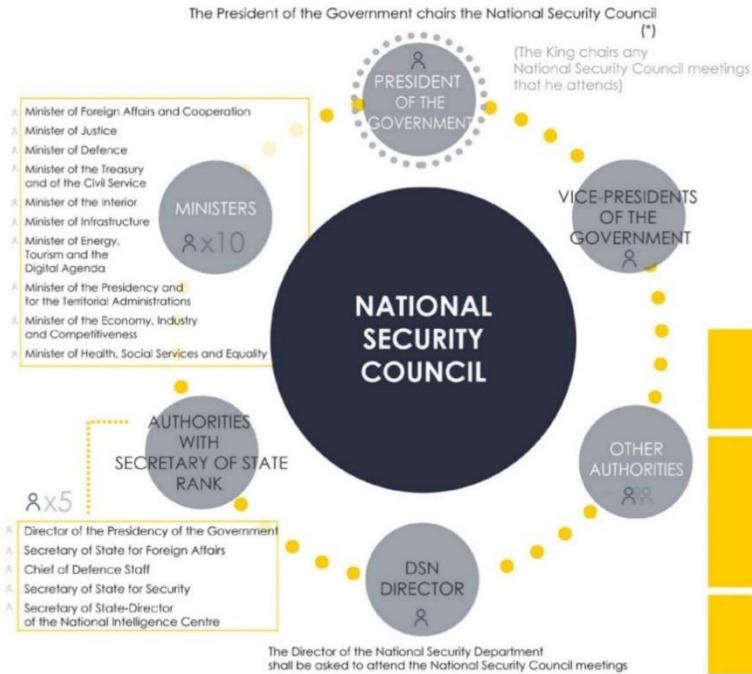 The President of the Government chairs the National Security Council
(*)
(The King chairs any
National Security Council meetings
that he attends)
PRESIDENT
OF THE
GOVERNMENT
Minister of Foreign Affairs and Cooperation
Minister of Justice
Minister of Defence
Minister of the Treasury
and of the Civil Service
Minister of the Interior
Minister of Infrastructure
Minister of Energy,
Tourism and the
Digital Agenda
Minister of the Presidency and
for the Territorial Administrations
Minister of the Economy, Industry
and Competitiveness
Minister of Health, Social Services and Equality
MINISTERS
x10
VICE-PRESIDENTS
OF THE
GOVERNMENT
NATIONAL
SECURITY
COUNCIL
AUTHORITIES
WITH
SECRETARY OF STATE
RANK
x5
Director of the Presidency of the Government
Secretary of State for Foreign Affairs
Chief of Defence Staff
Secretary of State for Security
Secretary of State-Director
of the National Intelligence Centre
OTHER
AUTHORITIES
DSN
DIRECTOR
The Director of the National Security Department
shall be asked to attend the National Security Council meetings